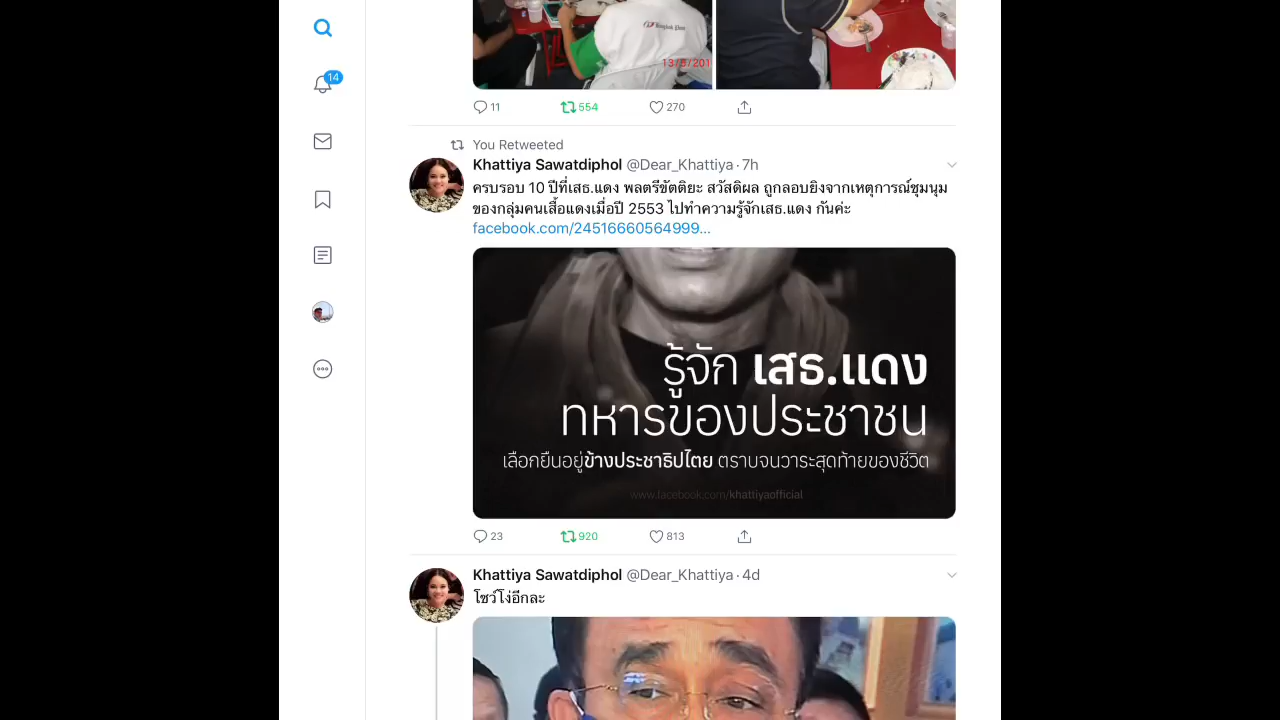 Bangkok Glass
13/5/201
11 554 270
14
You Retweeted
Khattiya Sawatdiphol @Dear_Khattiya · 7h
ครบรอบ 10 ปีที่เสธ.แดง พลตรีขัตติยะ สวัสดิผล ถูกลอบยิงจากเหตุการณ์ชุมนุม
ของกลุ่มคนเสื้อแดงเมื่อปี 2553 ไปทำความรู้จักเสธ.แดง กันค่ะ
facebook.com/24516660564999...
รู้จัก เสธ.แดง
ทหารของประชาชน
เลือกยืนอยู่ข้างประชาธิปไตย ตราบจนวาระสุดท้ายของชีวิต
www.facebook.com/khattiyaofficial
23 920 813
Khattiya Sawatdiphol @Dear_Khattiya · 4d
โชว์โง่อีกละ